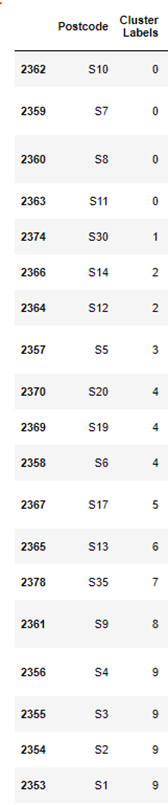 Postcode Cluster Labels
2362 S10 0
2359 S7 0
2360 S8 0
2363 S11 0
2374 S30 1
2366 S14 2
2364 S12 2
2357 S5 3
2370 S20 4
2369 S19 4
2358 S6 4
2367 S17 5
2365 S13 6
2378 S35 7
2361 S9 8
2356 S4 9
2355 S3 9
2354 S2 9
2353 S1 9